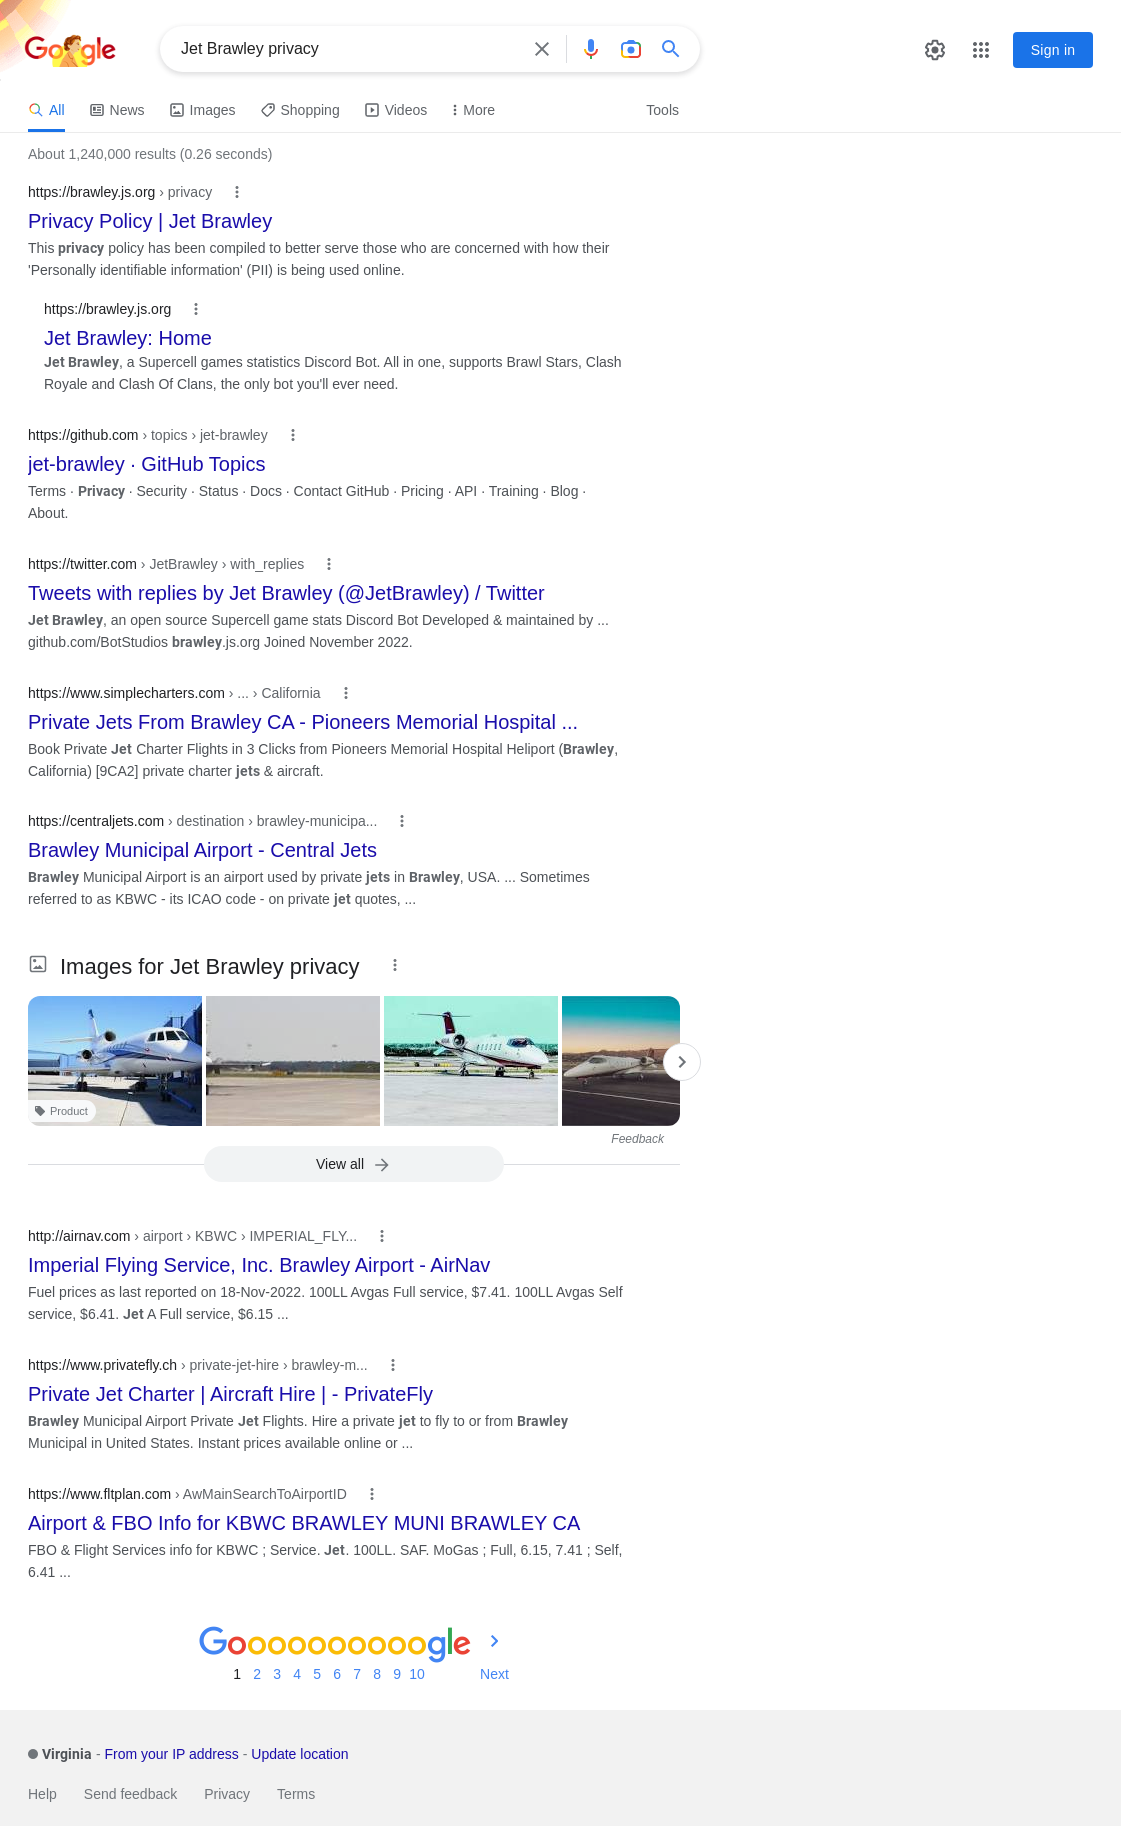 Google
Jet Brawley privacy
Sign in
All
News
Images
Shopping
Videos
More
Tools
About 1,240,000 results (0.26 seconds)
https://brawley.js.org › privacy
Privacy Policy | Jet Brawley
This privacy policy has been compiled to better serve those who are concerned with how their
'Personally identifiable information' (PII) is being used online.
https://brawley.js.org
Jet Brawley: Home
Jet Brawley, a Supercell games statistics Discord Bot. All in one, supports Brawl Stars, Clash
Royale and Clash Of Clans, the only bot you'll ever need.
https://github.com › topics › jet-brawley
jet-brawley · GitHub Topics
Terms · Privacy · Security · Status · Docs · Contact GitHub · Pricing · API · Training · Blog ·
About.
https://twitter.com › JetBrawley › with_replies
Tweets with replies by Jet Brawley (@JetBrawley) / Twitter
Jet Brawley, an open source Supercell game stats Discord Bot Developed & maintained by ...
github.com/BotStudios brawley.js.org Joined November 2022.
https://www.simplecharters.com › ... › California
Private Jets From Brawley CA - Pioneers Memorial Hospital ...
Book Private Jet Charter Flights in 3 Clicks from Pioneers Memorial Hospital Heliport (Brawley,
California) [9CA2] private charter jets & aircraft.
https://centraljets.com › destination › brawley-municipa...
Brawley Municipal Airport - Central Jets
Brawley Municipal Airport is an airport used by private jets in Brawley, USA. ... Sometimes
referred to as KBWC - its ICAO code - on private jet quotes, ...
Images for Jet Brawley privacy
Product
Feedback
View all
http://airnav.com › airport › KBWC › IMPERIAL_FLY...
Imperial Flying Service, Inc. Brawley Airport - AirNav
Fuel prices as last reported on 18-Nov-2022. 100LL Avgas Full service, $7.41. 100LL Avgas Self
service, $6.41. Jet A Full service, $6.15 ...
https://www.privatefly.ch › private-jet-hire › brawley-m...
Private Jet Charter | Aircraft Hire | - PrivateFly
Brawley Municipal Airport Private Jet Flights. Hire a private jet to fly to or from Brawley
Municipal in United States. Instant prices available online or ...
https://www.fltplan.com › AwMainSearchToAirportID
Airport & FBO Info for KBWC BRAWLEY MUNI BRAWLEY CA
FBO & Flight Services info for KBWC ; Service. Jet. 100LL. SAF. MoGas ; Full, 6.15, 7.41 ; Self,
6.41 ...
Goooooooooogle
1 2 3 4 5 6 7 8 9 10 Next
Virginia - From your IP address - Update location
Help Send feedback Privacy Terms